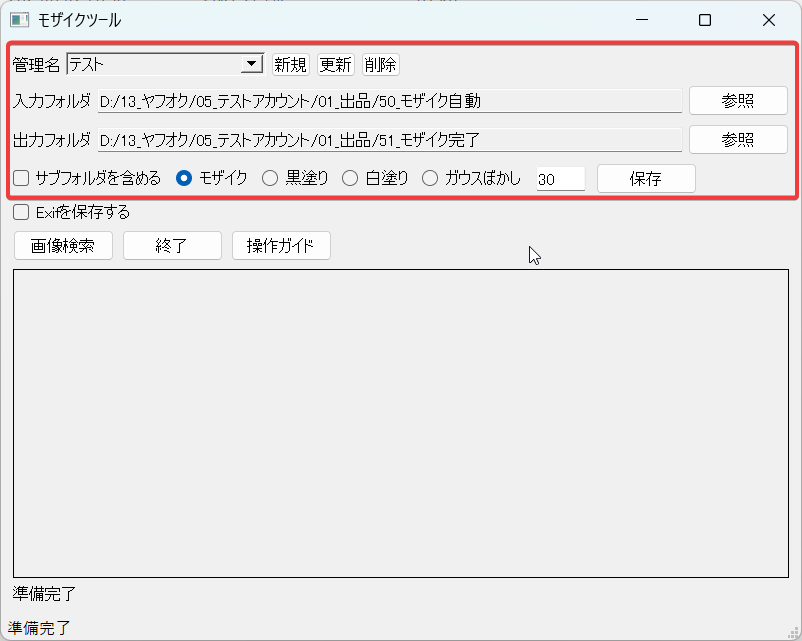 モザイクツール
管理名 テスト 新規 更新 削除
入力フォルダ D:/13_ヤフオク/05_テストアカウント/01_出品/50_モザイク自動 参照
出力フォルダ D:/13_ヤフオク/05_テストアカウント/01_出品/51_モザイク完了 参照
サブフォルダを含める モザイク 黒塗り 白塗り ガウスぼかし 30 保存
Exifを保存する
画像検索 終了 操作ガイド
準備完了
準備完了